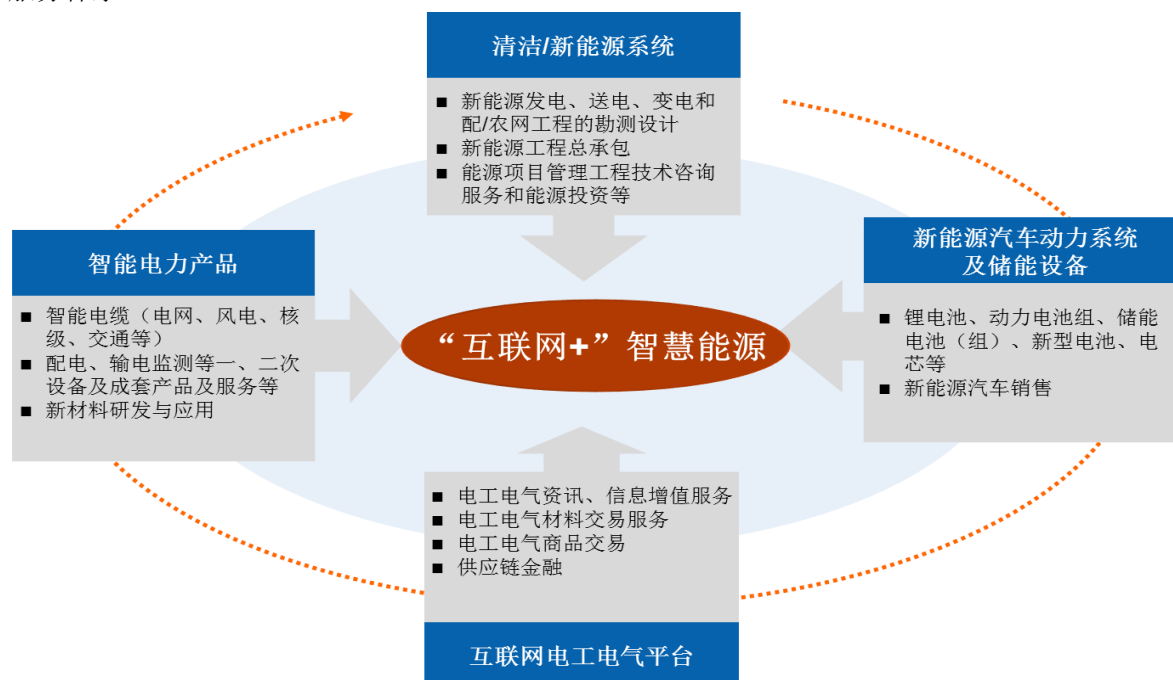 清洁/新能源系统
■ 新能源发电、送电、变电和
配/农网工程的勘测设计
■ 新能源工程总承包
■ 能源项目管理工程技术咨询
服务和能源投资等
智能电力产品
■ 智能电缆（电网、风电、核
级、交通等）
■ 配电、输电监测等一、二次
设备及成套产品及服务等
■ 新材料研发与应用
“互联网+”智慧能源
新能源汽车动力系统
及储能设备
■ 锂电池、动力电池组、储能
电池（组）、新型电池、电
芯等
■ 新能源汽车销售
■ 电工电气资讯、信息增值服务
■ 电工电气材料交易服务
■ 电工电气商品交易
■ 供应链金融
互联网电工电气平台